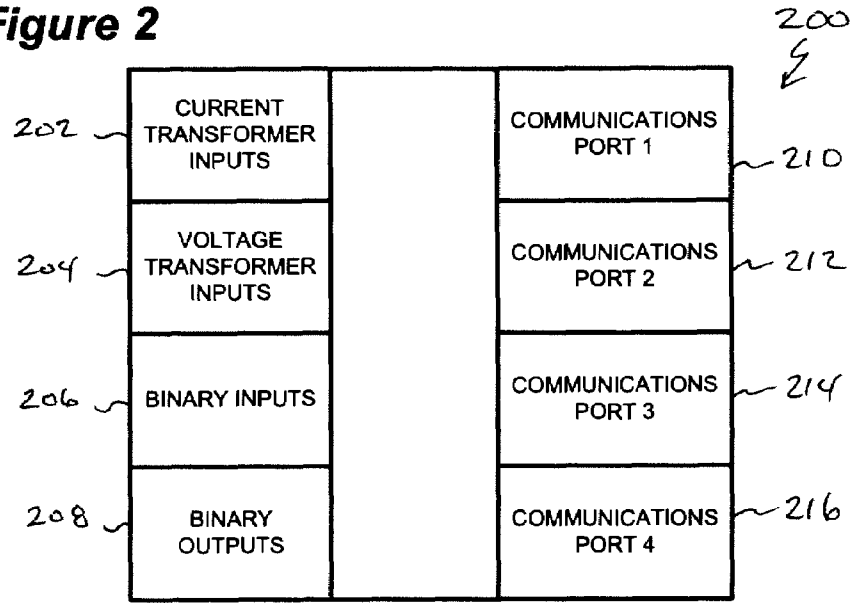 Figure 2
200
202
CURRENT
TRANSFORMER
INPUTS
COMMUNICATIONS
PORT 1
210
204
VOLTAGE
TRANSFORMER
INPUTS
COMMUNICATIONS
PORT 2
212
206
BINARY INPUTS
COMMUNICATIONS
PORT 3
214
208
BINARY
OUTPUTS
COMMUNICATIONS
PORT 4
216